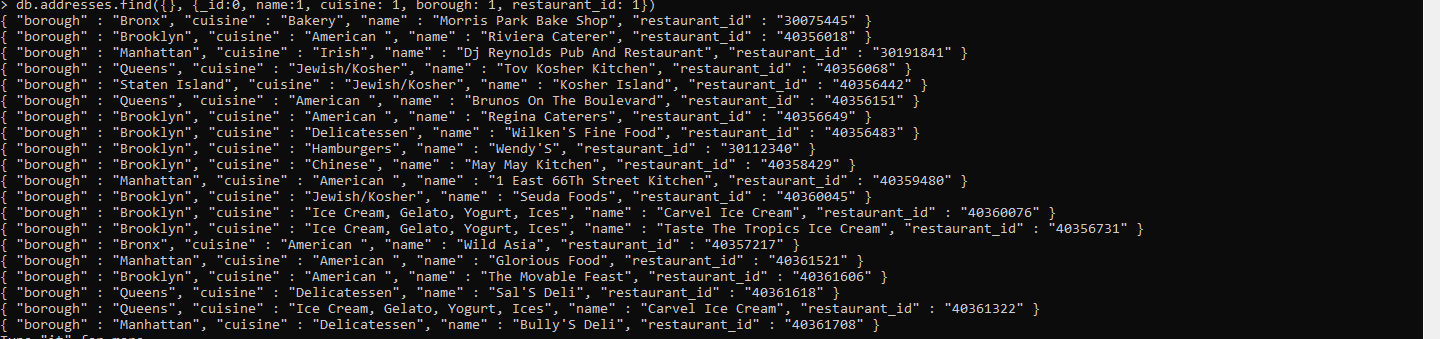 > db.addresses.find({}, {_id:0, name:1, cuisine: 1, borough: 1, restaurant_id: 1})
{ "borough" : "Bronx", "cuisine" : "Bakery", "name" : "Morris Park Bake Shop", "restaurant_id" : "30075445" }
{ "borough" : "Brooklyn", "cuisine" : "American ", "name" : "Riviera Caterer", "restaurant_id" : "40356018" }
{ "borough" : "Manhattan", "cuisine" : "Irish", "name" : "Dj Reynolds Pub And Restaurant", "restaurant_id" : "30191841" }
{ "borough" : "Queens", "cuisine" : "Jewish/Kosher", "name" : "Tov Kosher Kitchen", "restaurant_id" : "40356068" }
{ "borough" : "Staten Island", "cuisine" : "Jewish/Kosher", "name" : "Kosher Island", "restaurant_id" : "40356442" }
{ "borough" : "Queens", "cuisine" : "American ", "name" : "Brunos On The Boulevard", "restaurant_id" : "40356151" }
{ "borough" : "Brooklyn", "cuisine" : "American ", "name" : "Regina Caterers", "restaurant_id" : "40356649" }
{ "borough" : "Brooklyn", "cuisine" : "Delicatessen", "name" : "Wilken'S Fine Food", "restaurant_id" : "40356483" }
{ "borough" : "Brooklyn", "cuisine" : "Hamburgers", "name" : "Wendy'S", "restaurant_id" : "30112340" }
{ "borough" : "Brooklyn", "cuisine" : "Chinese", "name" : "May May Kitchen", "restaurant_id" : "40358429" }
{ "borough" : "Manhattan", "cuisine" : "American ", "name" : "1 East 66Th Street Kitchen", "restaurant_id" : "40359480" }
{ "borough" : "Brooklyn", "cuisine" : "Jewish/Kosher", "name" : "Seuda Foods", "restaurant_id" : "40360045" }
{ "borough" : "Brooklyn", "cuisine" : "Ice Cream, Gelato, Yogurt, Ices", "name" : "Carvel Ice Cream", "restaurant_id" : "40360076" }
{ "borough" : "Brooklyn", "cuisine" : "Ice Cream, Gelato, Yogurt, Ices", "name" : "Taste The Tropics Ice Cream", "restaurant_id" : "40356731" }
{ "borough" : "Bronx", "cuisine" : "American ", "name" : "Wild Asia", "restaurant_id" : "40357217" }
{ "borough" : "Manhattan", "cuisine" : "American ", "name" : "Glorious Food", "restaurant_id" : "40361521" }
{ "borough" : "Brooklyn", "cuisine" : "American ", "name" : "The Movable Feast", "restaurant_id" : "40361606" }
{ "borough" : "Queens", "cuisine" : "Delicatessen", "name" : "Sal'S Deli", "restaurant_id" : "40361618" }
{ "borough" : "Queens", "cuisine" : "Ice Cream, Gelato, Yogurt, Ices", "name" : "Carvel Ice Cream", "restaurant_id" : "40361322" }
{ "borough" : "Manhattan", "cuisine" : "Delicatessen", "name" : "Bully'S Deli", "restaurant_id" : "40361708" }